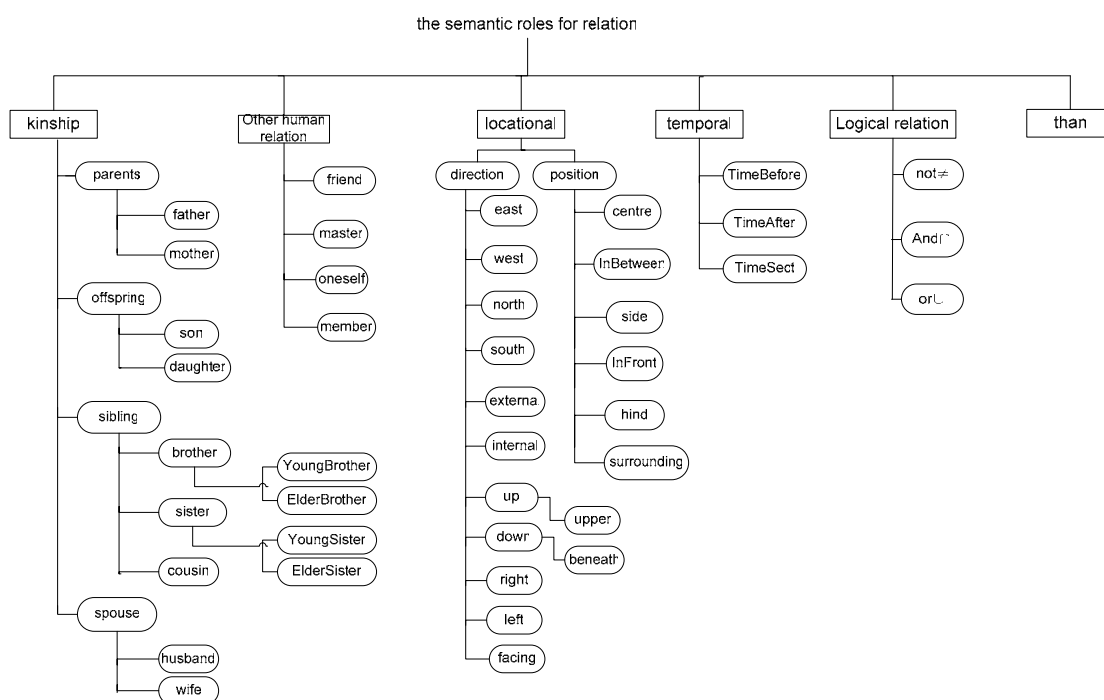 the semantic roles for relation
kinship
Other human
relation
locational
temporal
Logical relation
than
parents
father
mother
offspring
son
daughter
sibling
brother
YoungBrother
ElderBrother
sister
YoungSister
ElderSister
cousin
spouse
husband
wife
friend
master
oneself
member
direction
east
west
north
south
externa
internal
up
upper
down
beneath
right
left
facing
position
centre
InBetween
side
InFront
hind
surrounding
TimeBefore
TimeAfter
TimeSect
not≠
And
or